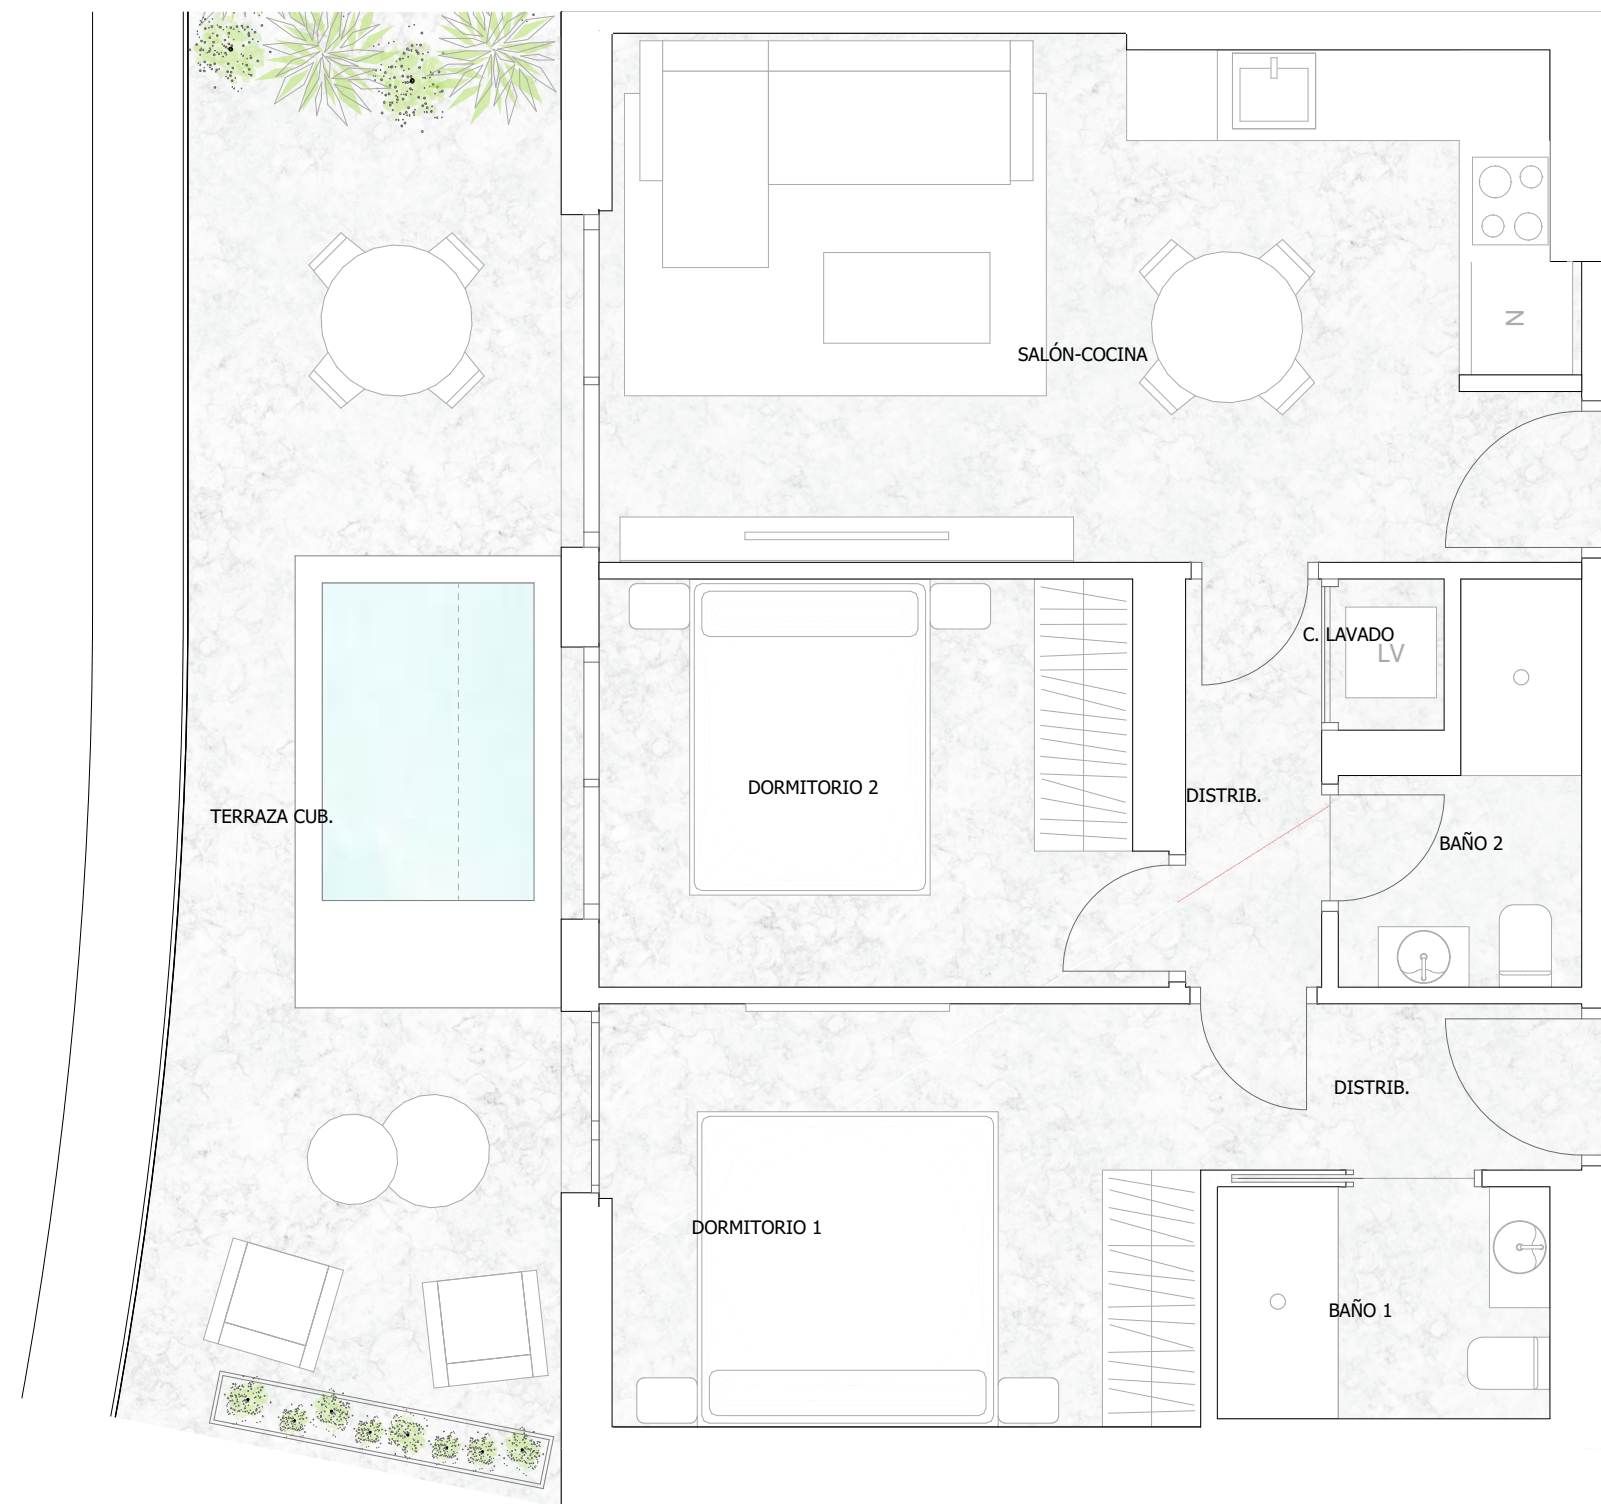 N
SALÓN-COCINA
C. LAVADO
LV
DORMITORIO 2
DISTRIB.
TERRAZA CUB.
BAÑO 2
DISTRIB.
DORMITORIO 1
BAÑO 1